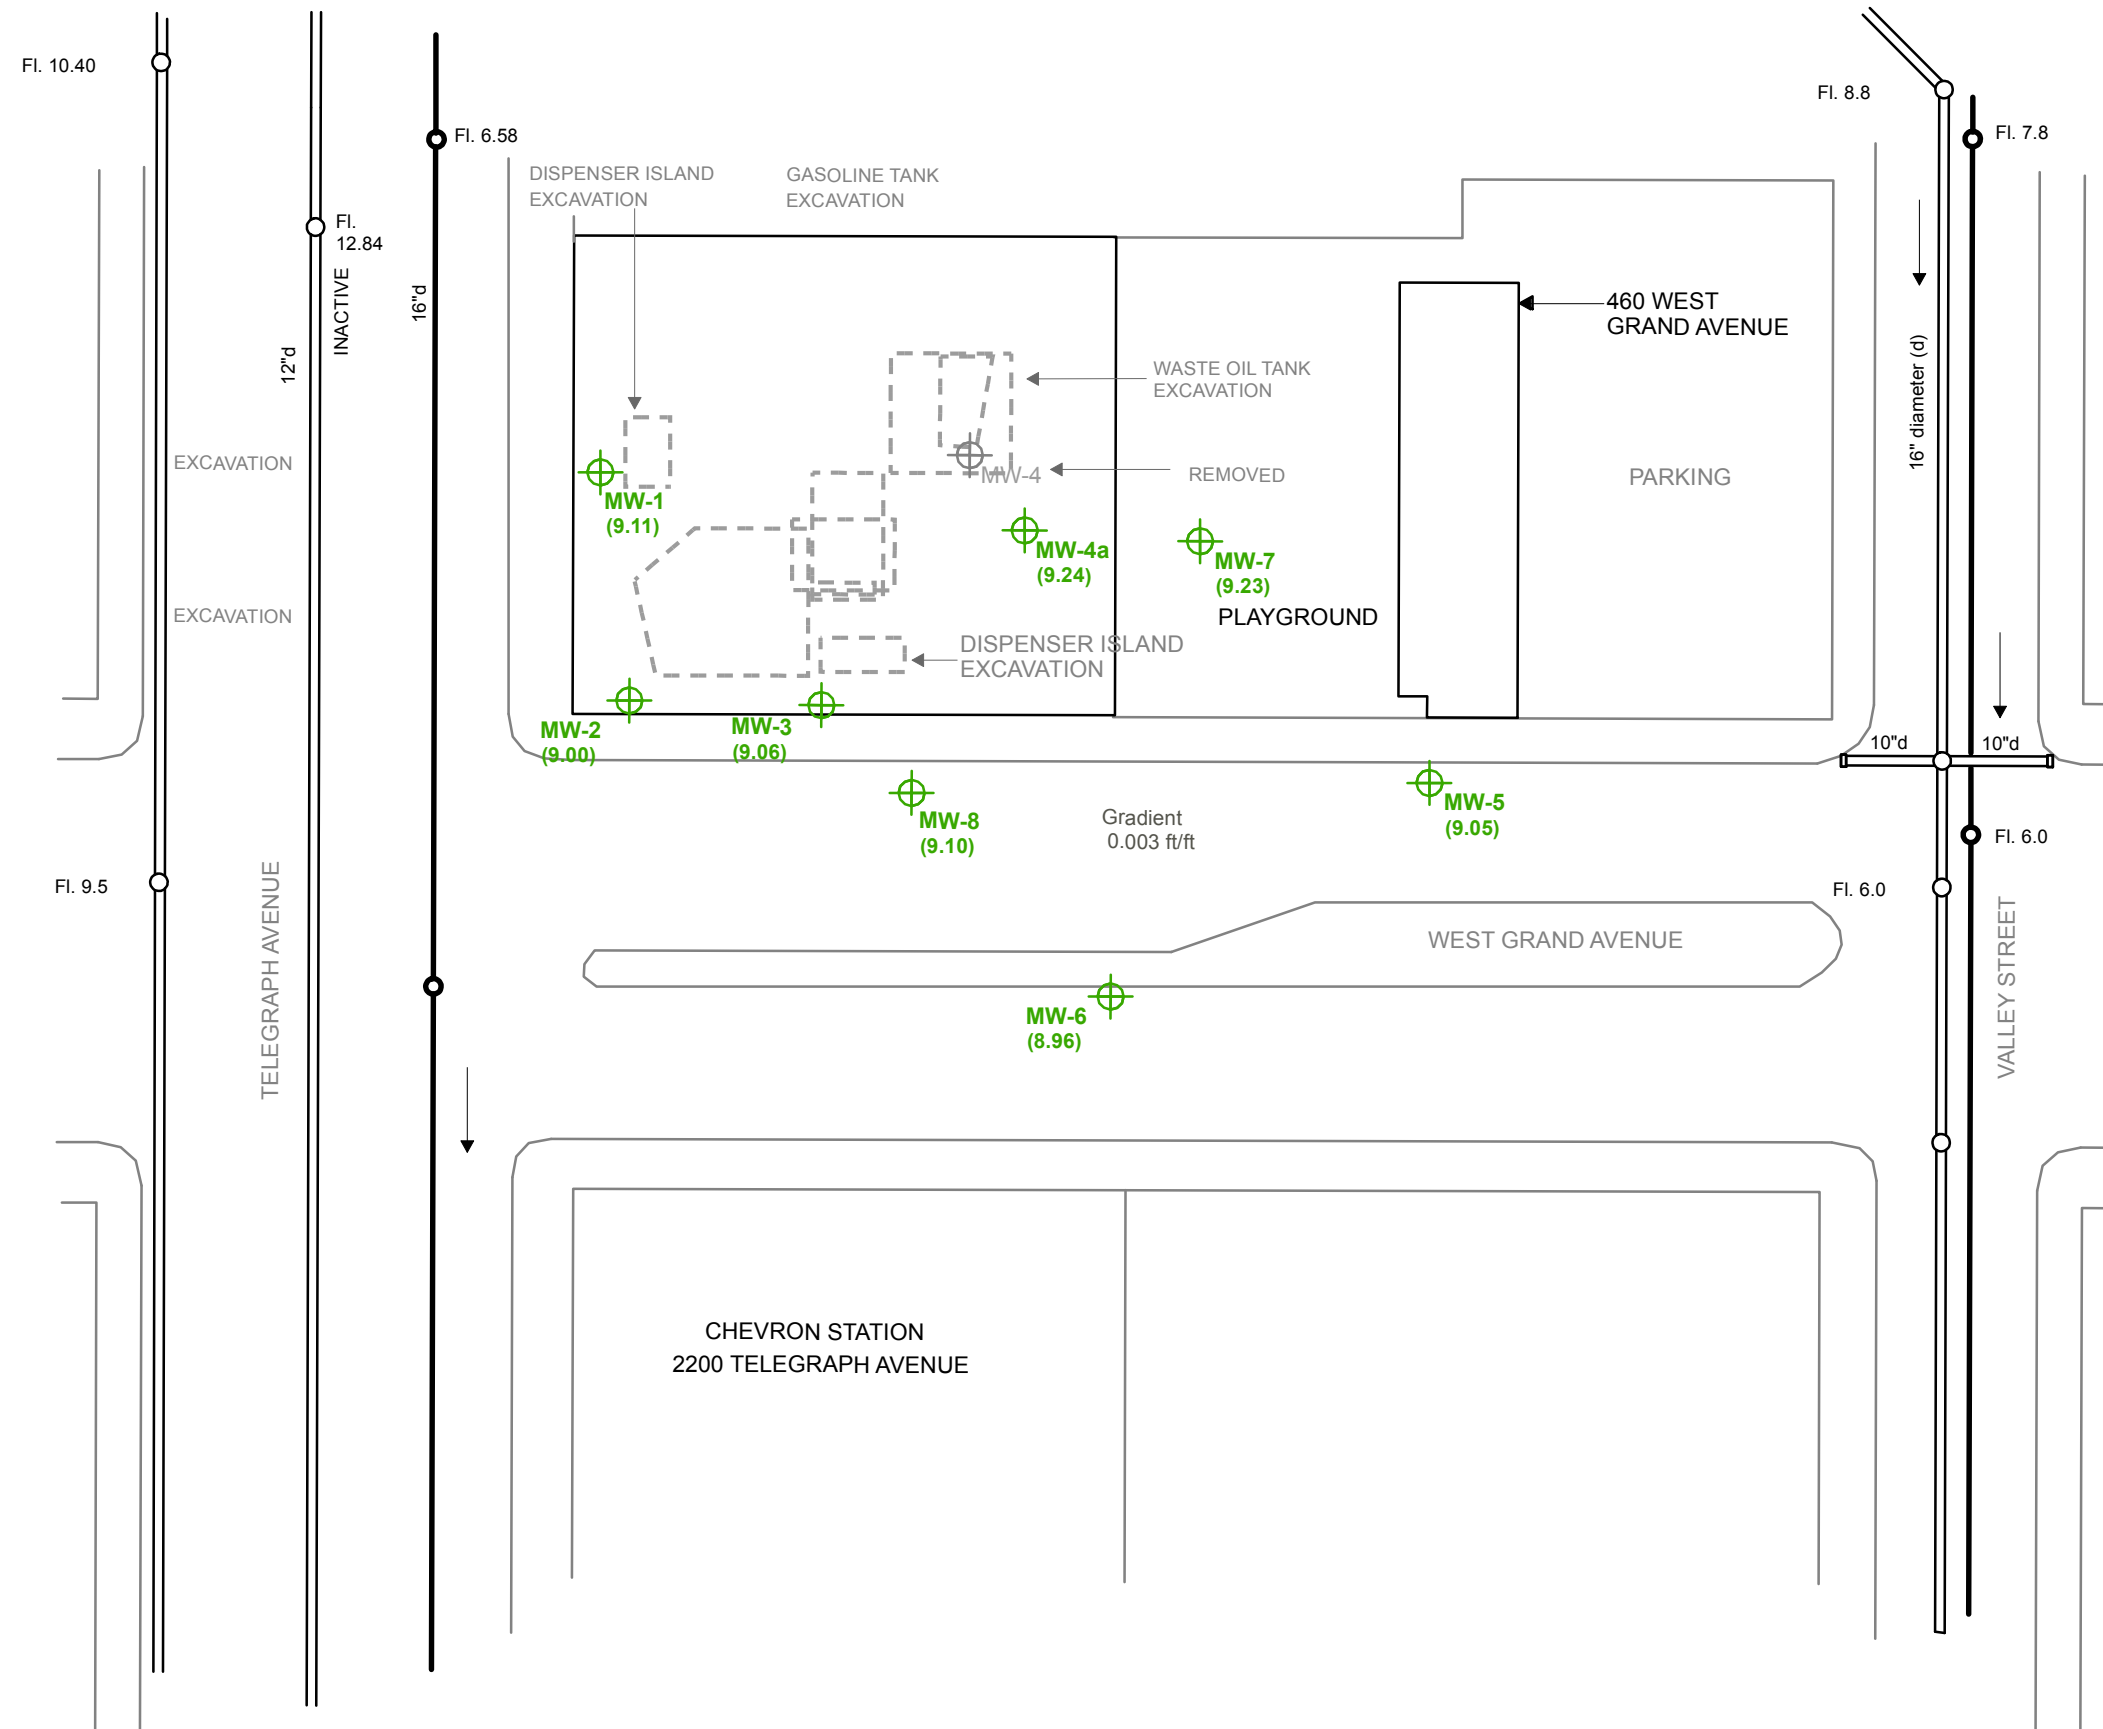 Fl. 10.40
Fl. 8.8
Fl. 7.8
Fl. 6.58
DISPENSER ISLAND
EXCAVATION
GASOLINE TANK
EXCAVATION
Fl.
12.84
INACTIVE
12"d
16"d
460 WEST
GRAND AVENUE
16" diameter (d)
WASTE OIL TANK
EXCAVATION
EXCAVATION
MW-4
REMOVED
PARKING
MW-1
(9.11)
MW-4a
(9.24)
MW-7
(9.23)
EXCAVATION
PLAYGROUND
DISPENSER ISLAND
EXCAVATION
MW-2
(9.00)
MW-3
(9.06)
10"d
10"d
MW-8
(9.10)
Gradient
0.003 ft/ft
MW-5
(9.05)
Fl. 6.0
Fl. 9.5
Fl. 6.0
TELEGRAPH AVENUE
WEST GRAND AVENUE
VALLEY STREET
MW-6
(8.96)
CHEVRON STATION
2200 TELEGRAPH AVENUE